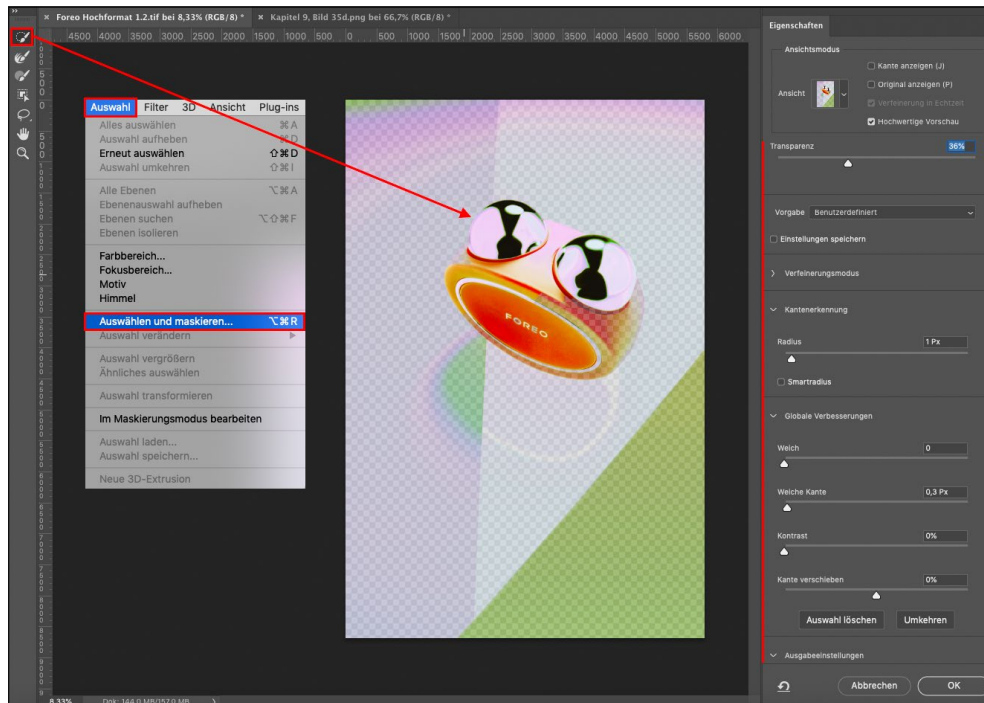 Foreo Hochformat 1.2.tif bei 8,33% (RGB/8) * Kapitel 9, Bild 35d.png bei 66,7% (RGB/8) *
4500 4000 3500 3000 2500 2000 1500 1000 500 0 500 1000 1500 2000 2500 3000 3500 4000 4500 5000 5500 6000
Auswahl Filter 3D Ansicht Plug-ins
Alles auswählen ⌘A
Auswahl aufheben ⌘D
Erneut auswählen ⇧⌘D
Auswahl umkehren ⇧⌘I
Alle Ebenen ⌥⌘A
Ebenenauswahl aufheben
Ebenen suchen ⌥⇧⌘F
Ebenen isolieren
Farbbereich...
Fokusbereich...
Motiv
Himmel
Auswählen und maskieren... ⌥⌘R
Auswahl verändern
Auswahl vergrößern
Ähnliches auswählen
Auswahl transformieren
Im Maskierungsmodus bearbeiten
Auswahl laden...
Auswahl speichern...
Neue 3D-Extrusion
FOREO
8,33% Dok: 144,0 MB/157,0 MB
Eigenschaften
Ansichtsmodus
Ansicht
Kante anzeigen (J)
Original anzeigen (P)
Verfeinerung in Echtzeit
Hochwertige Vorschau
Transparenz 36%
Vorgabe Benutzerdefiniert
Einstellungen speichern
Verfeinerungsmodus
Kantenerkennung
Radius 1 Px
Smartradius
Globale Verbesserungen
Weich 0
Weiche Kante 0,3 Px
Kontrast 0%
Kante verschieben 0%
Auswahl löschen Umkehren
Ausgabeeinstellungen
Abbrechen OK